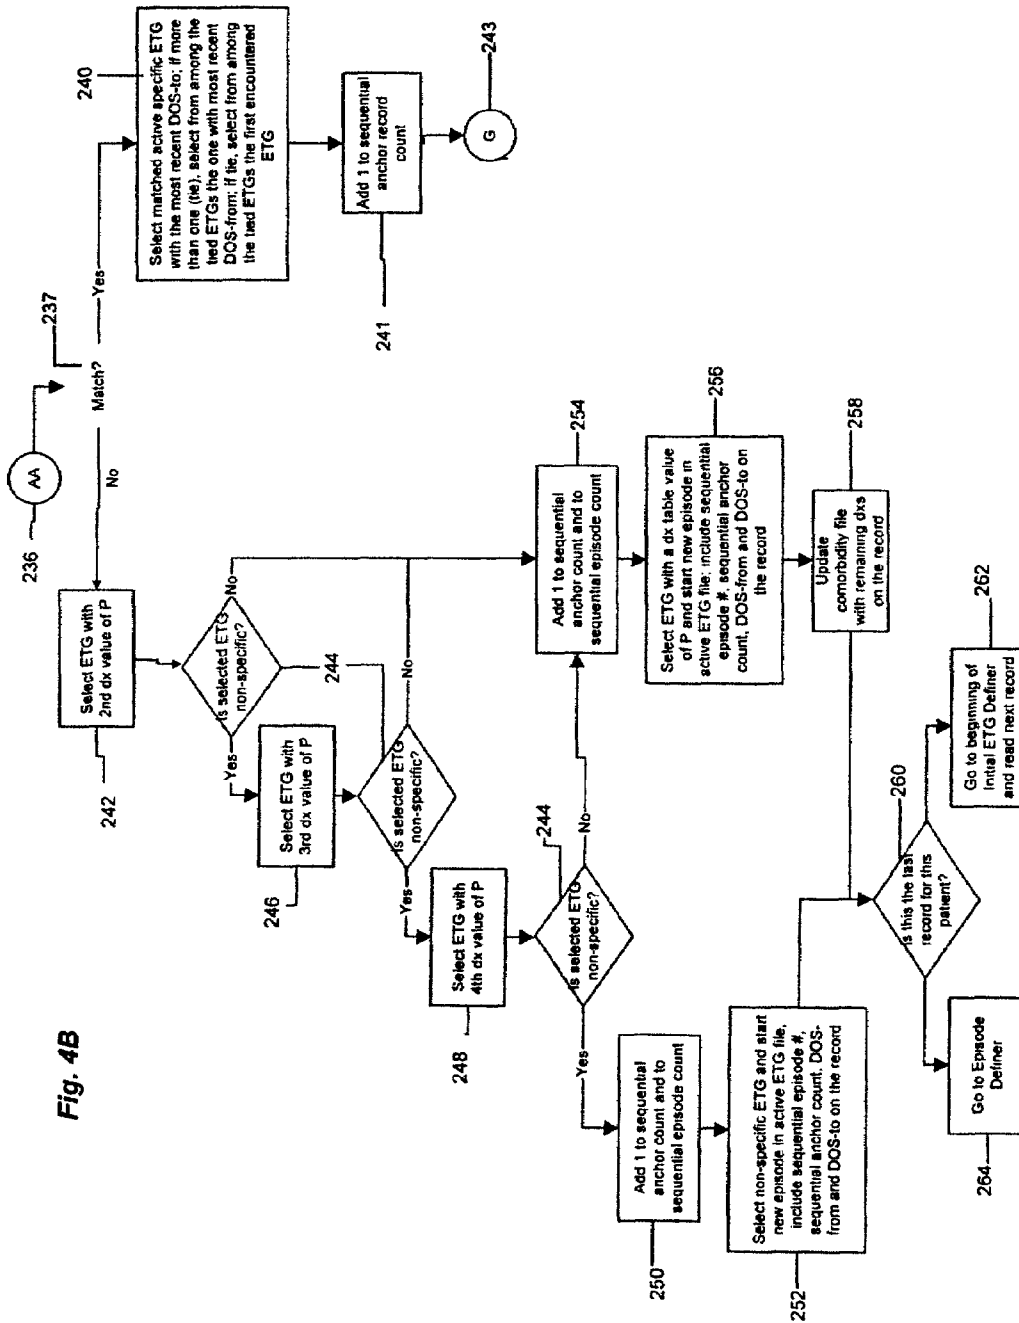 Fig. 4B
236
AA
237
Match?
Yes
No
240
Select matched active specific ETG
with the most recent DOS-to; if more
than one (tie), select from among the
tied ETGs the one with most recent
DOS-from; if tie, select from among
the tied ETGs the first encountered
ETG
Add 1 to sequential
anchor record
count
241
G
243
Select ETG with
2nd dx value of P
242
Is selected ETG
non-specific?
No
Yes
244
Select ETG with
3rd dx value of P
246
Is selected ETG
non-specific?
No
Yes
Select ETG with
4th dx value of P
248
244
Is selected ETG
non-specific?
No
Yes
Add 1 to sequential
anchor count and to
sequential episode count
250
Select non-specific ETG and start
new episode in active ETG file,
include sequential episode #,
sequential anchor count, DOS-
from and DOS-to on the record
252
Add 1 to sequential
anchor count and to
sequential episode count
254
Select ETG with a dx table value
of P and start new episode in
active ETG file; include sequential
episode #, sequential anchor
count, DOS-from and DOS-to on
the record
256
Update
comorbidity file
with remaining dxs
on the record
258
260
Is this the last
record for this
patient?
Go to beginning of
Initial ETG Definer
and read next record
262
Go to Episode
Definer
264